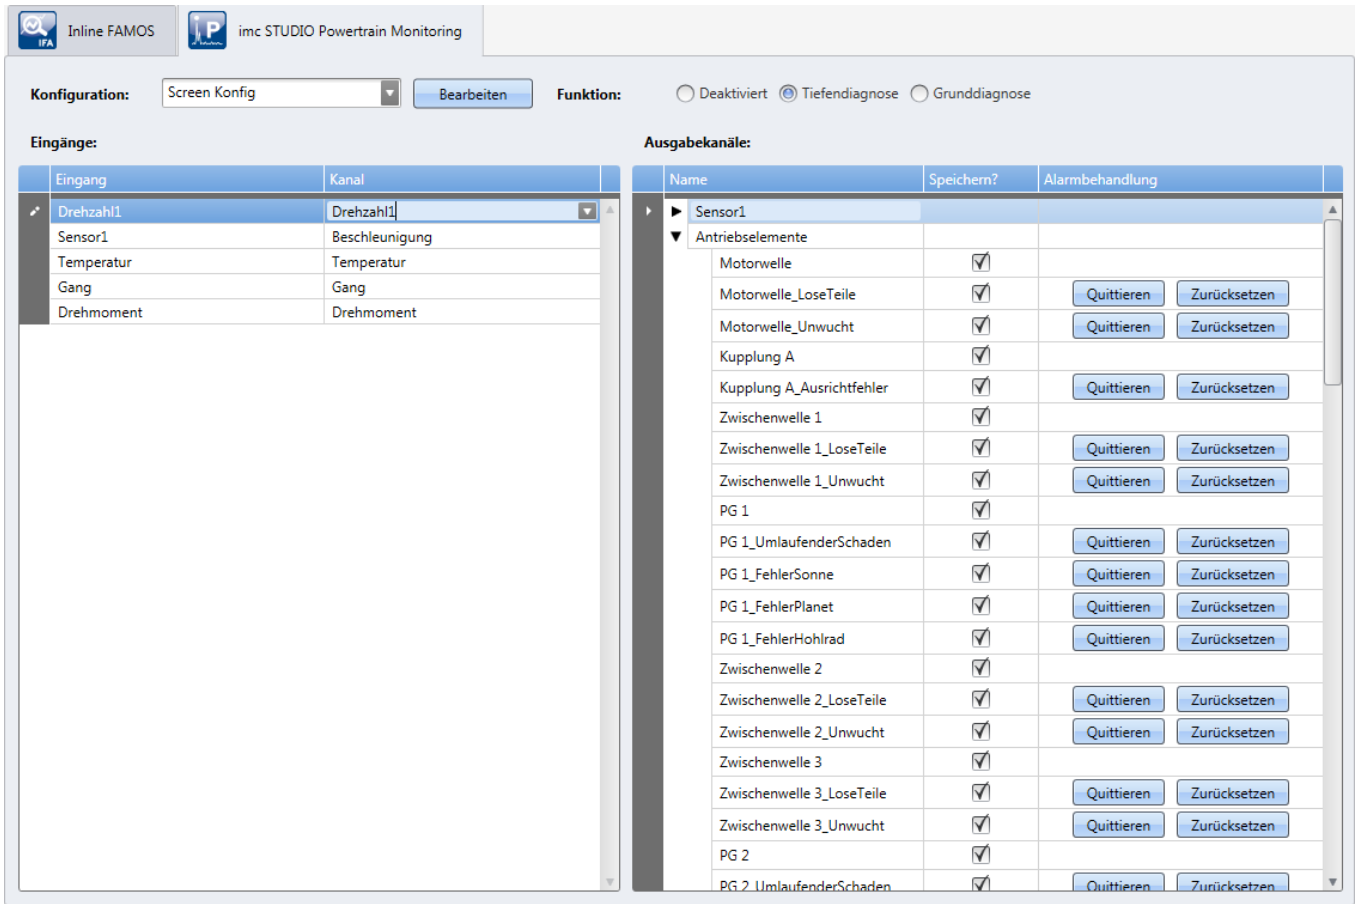 IFA Inline FAMOS P imc STUDIO Powertrain Monitoring
Konfiguration: Screen Konfig Bearbeiten Funktion: Deaktiviert Tiefendiagnose Grunddiagnose
Eingänge:
Eingang Kanal
Drehzahl1 Drehzahl1
Sensor1 Beschleunigung
Temperatur Temperatur
Gang Gang
Drehmoment Drehmoment
Ausgabekanäle:
Name Speichern? Alarmbehandlung
Sensor1
Antriebselemente
Motorwelle
Motorwelle_LoseTeile Quittieren Zurücksetzen
Motorwelle_Unwucht Quittieren Zurücksetzen
Kupplung A
Kupplung A_Ausrichtfehler Quittieren Zurücksetzen
Zwischenwelle 1
Zwischenwelle 1_LoseTeile Quittieren Zurücksetzen
Zwischenwelle 1_Unwucht Quittieren Zurücksetzen
PG 1
PG 1_UmlaufenderSchaden Quittieren Zurücksetzen
PG 1_FehlerSonne Quittieren Zurücksetzen
PG 1_FehlerPlanet Quittieren Zurücksetzen
PG 1_FehlerHohlrad Quittieren Zurücksetzen
Zwischenwelle 2
Zwischenwelle 2_LoseTeile Quittieren Zurücksetzen
Zwischenwelle 2_Unwucht Quittieren Zurücksetzen
Zwischenwelle 3
Zwischenwelle 3_LoseTeile Quittieren Zurücksetzen
Zwischenwelle 3_Unwucht Quittieren Zurücksetzen
PG 2
PG 2_UmlaufenderSchaden Quittieren Zurücksetzen